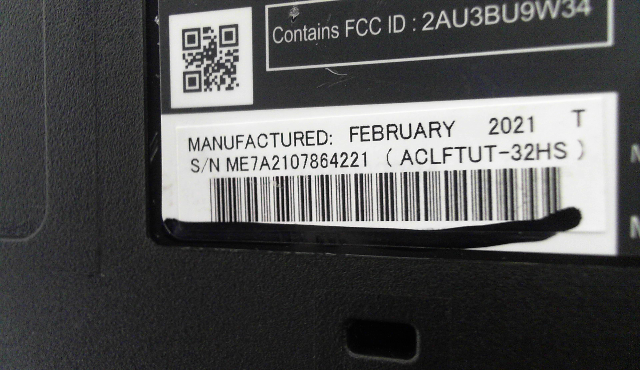 Contains FCC ID : 2AU3BU9W34
MANUFACTURED: FEBRUARY 2021 T
S/N ME7A2107864221 ( ACLFTUT-32HS )